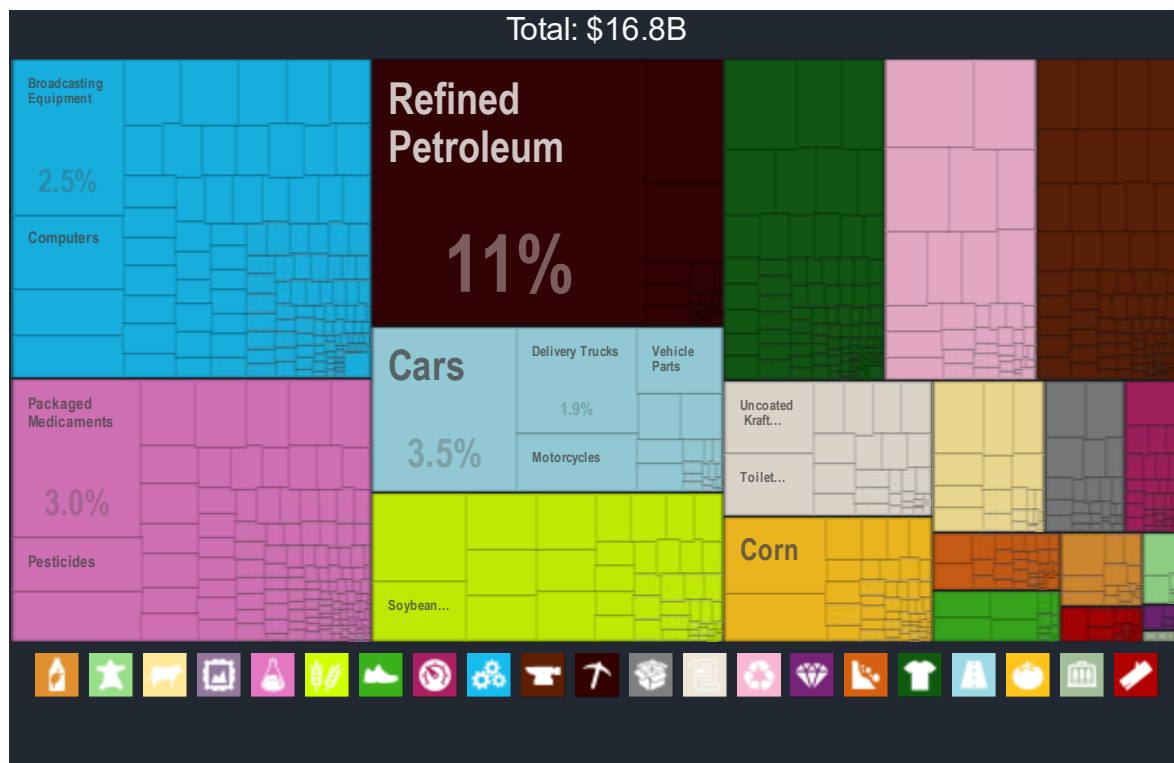 Total: $16.8B
Broadcasting
Equipment
2.5%
Computers
Refined
Petroleum
11%
Packaged
Medicaments
3.0%
Pesticides
Cars
3.5%
Delivery Trucks
1.9%
Motorcycles
Vehicle
Parts
Soybean...
Uncoated
Kraft...
Toilet...
Corn